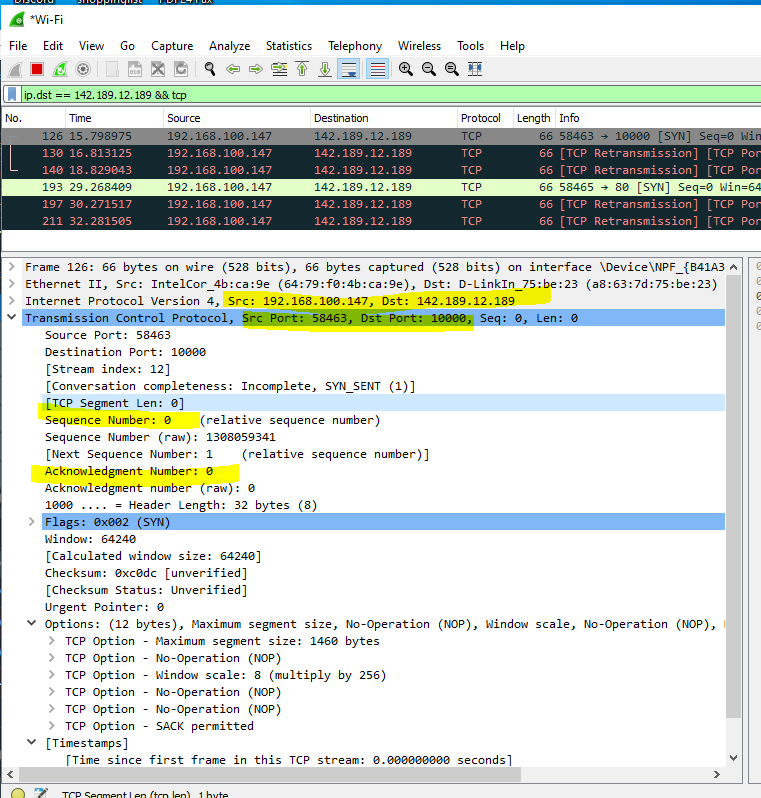 Discord shoppinglist
*Wi-Fi
File Edit View Go Capture Analyze Statistics Telephony Wireless Tools Help
ip.dst == 142.189.12.189 && tcp
No. Time Source Destination Protocol Length Info
126 15.798975 192.168.100.147 142.189.12.189 TCP 66 58463 → 10000 [SYN] Seq=0 Win
130 16.813125 192.168.100.147 142.189.12.189 TCP 66 [TCP Retransmission] [TCP Por
140 18.829043 192.168.100.147 142.189.12.189 TCP 66 [TCP Retransmission] [TCP Por
193 29.268409 192.168.100.147 142.189.12.189 TCP 66 58465 → 80 [SYN] Seq=0 Win=64
197 30.271517 192.168.100.147 142.189.12.189 TCP 66 [TCP Retransmission] [TCP Por
211 32.281505 192.168.100.147 142.189.12.189 TCP 66 [TCP Retransmission] [TCP Por
Frame 126: 66 bytes on wire (528 bits), 66 bytes captured (528 bits) on interface \Device\NPF_{B41A3
Ethernet II, Src: IntelCor_4b:ca:9e (64:79:f0:4b:ca:9e), Dst: D-LinkIn_75:be:23 (a8:63:7d:75:be:23)
Internet Protocol Version 4, Src: 192.168.100.147, Dst: 142.189.12.189
Transmission Control Protocol, Src Port: 58463, Dst Port: 10000, Seq: 0, Len: 0
Source Port: 58463
Destination Port: 10000
[Stream index: 12]
[Conversation completeness: Incomplete, SYN_SENT (1)]
[TCP Segment Len: 0]
Sequence Number: 0 (relative sequence number)
Sequence Number (raw): 1308059341
[Next Sequence Number: 1 (relative sequence number)]
Acknowledgment Number: 0
Acknowledgment number (raw): 0
1000 .... = Header Length: 32 bytes (8)
Flags: 0x002 (SYN)
Window: 64240
[Calculated window size: 64240]
Checksum: 0xc0dc [unverified]
[Checksum Status: Unverified]
Urgent Pointer: 0
Options: (12 bytes), Maximum segment size, No-Operation (NOP), Window scale, No-Operation (NOP),
TCP Option - Maximum segment size: 1460 bytes
TCP Option - No-Operation (NOP)
TCP Option - Window scale: 8 (multiply by 256)
TCP Option - No-Operation (NOP)
TCP Option - No-Operation (NOP)
TCP Option - SACK permitted
[Timestamps]
[Time since first frame in this TCP stream: 0.000000000 seconds]
TCP Segment Len (tcp.len), 1 byte